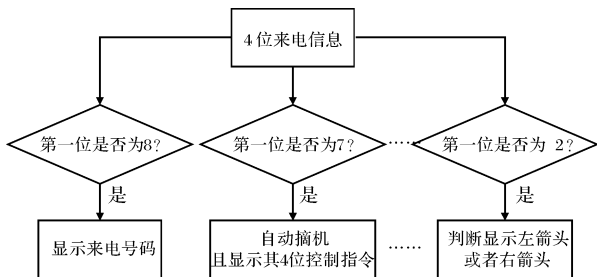 4位来电信息
第一位是否为8?
第一位是否为7?
……
第一位是否为 2?
是
是
是
显示来电号码
自动摘机
且显示其4位控制指令
……
判断显示左箭头
或者右箭头